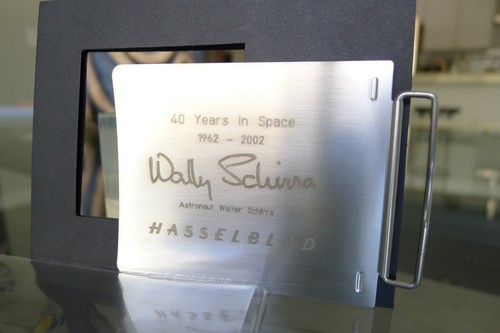 40 Years in Space
1962 - 2002
Wally Schirra
Astronaut Walter Schirra
HASSELBLAD